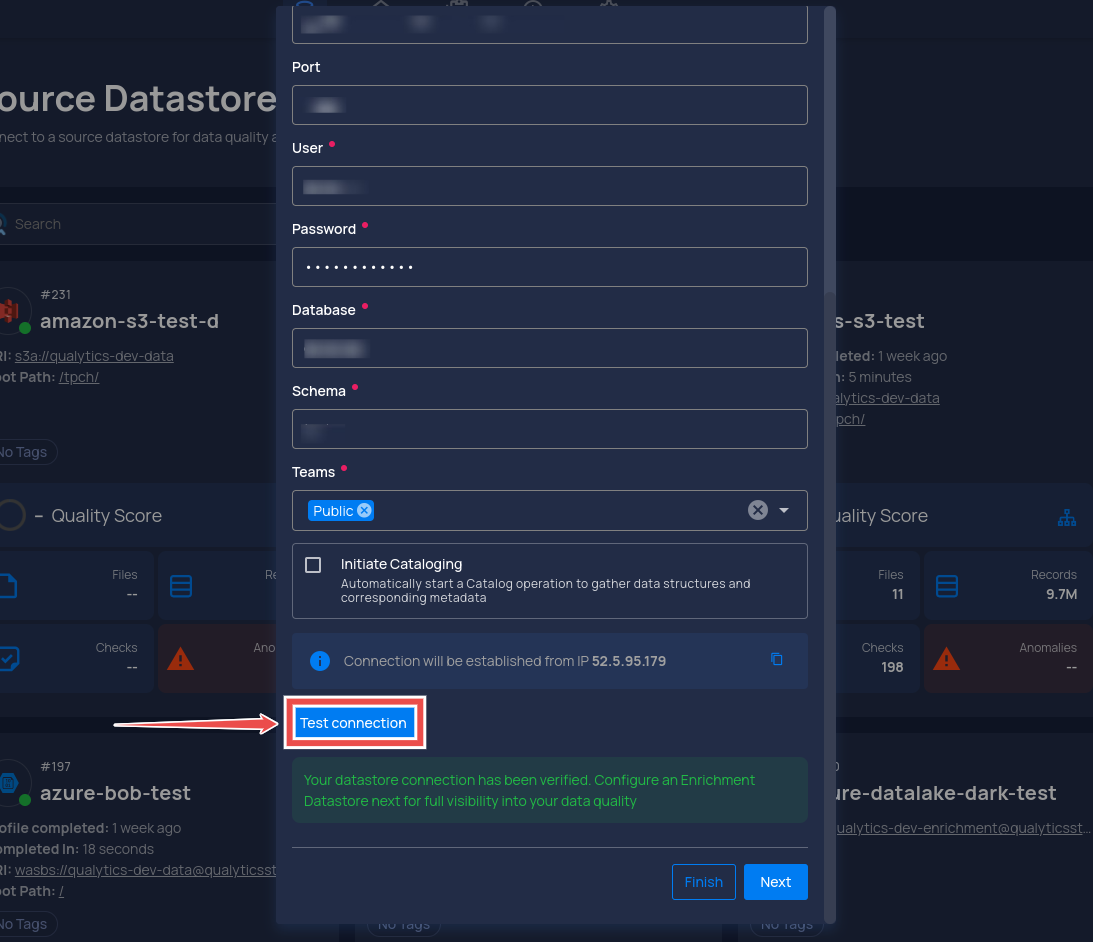 Port
ource Datastore
nect to a source datastore for data quality a
User
Search
Password
#231
amazon-s3-test-d
RI: s3a://qualytics-dev-data
oot Path: /tpch/
No Tags
– Quality Score
Files
--
Re
Checks
--
Ano
#197
azure-bob-test
ofile completed: 1 week ago
ompleted In: 18 seconds
RI: wasbs://qualytics-dev-data@qualyticsst
oot Path: /
No Tags
• • • • • • • • • • • •
Database
Schema
Teams
Public
Initiate Cataloging
Automatically start a Catalog operation to gather data structures and
corresponding metadata
Connection will be established from IP 52.5.95.179
Test connection
Your datastore connection has been verified. Configure an Enrichment
Datastore next for full visibility into your data quality
Finish
Next
No Tags
s-s3-test
leted: 1 week ago
n: 5 minutes
alytics-dev-data
pch/
uality Score
Files
11
Records
9.7M
Checks
198
Anomalies
--
0
ure-datalake-dark-test
ualytics-dev-enrichment@qualyticsst...
No Tags